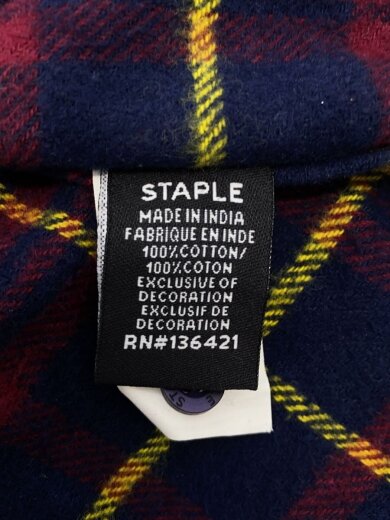 STAPLE
MADE IN INDIA
FABRIQUE EN INDE
100%COTTON/
100%COTON
EXCLUSIVE OF
DECORATION
EXCLUSIF DE
DECORATION
RN#136421